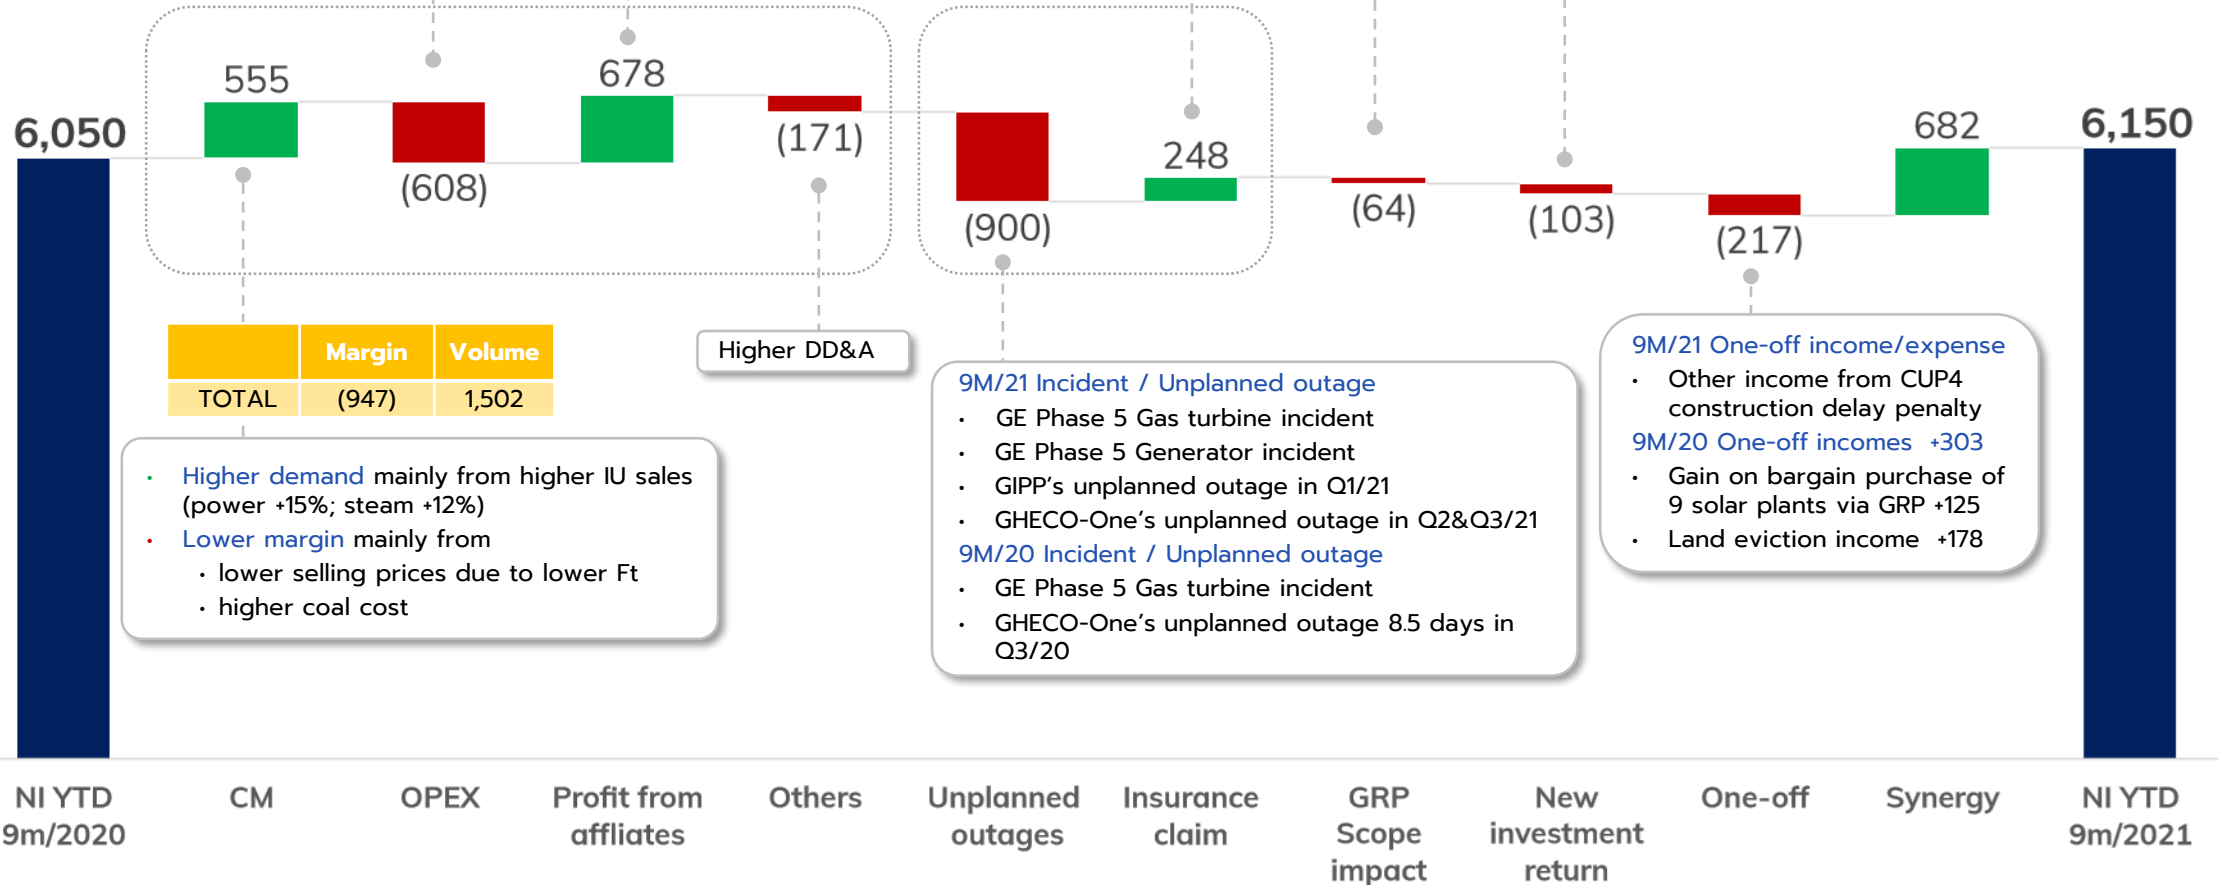 6,050
555
(608)
678
(171)
(900)
248
(64)
(103)
(217)
682
6,150
Margin Volume
TOTAL (947) 1,502
• Higher demand mainly from higher IU sales
(power +15%; steam +12%)
• Lower margin mainly from
• lower selling prices due to lower Ft
• higher coal cost
Higher DD&A
9M/21 Incident / Unplanned outage
• GE Phase 5 Gas turbine incident
• GE Phase 5 Generator incident
• GIPP's unplanned outage in Q1/21
• GHECO-One's unplanned outage in Q2&Q3/21
9M/20 Incident / Unplanned outage
• GE Phase 5 Gas turbine incident
• GHECO-One's unplanned outage 8.5 days in
Q3/20
9M/21 One-off income/expense
• Other income from CUP4
construction delay penalty
9M/20 One-off incomes +303
• Gain on bargain purchase of
9 solar plants via GRP +125
• Land eviction income +178
NI YTD
9m/2020
CM
OPEX
Profit from
affliates
Others
Unplanned
outages
Insurance
claim
GRP
Scope
impact
New
investment
return
One-off
Synergy
NI YTD
9m/2021